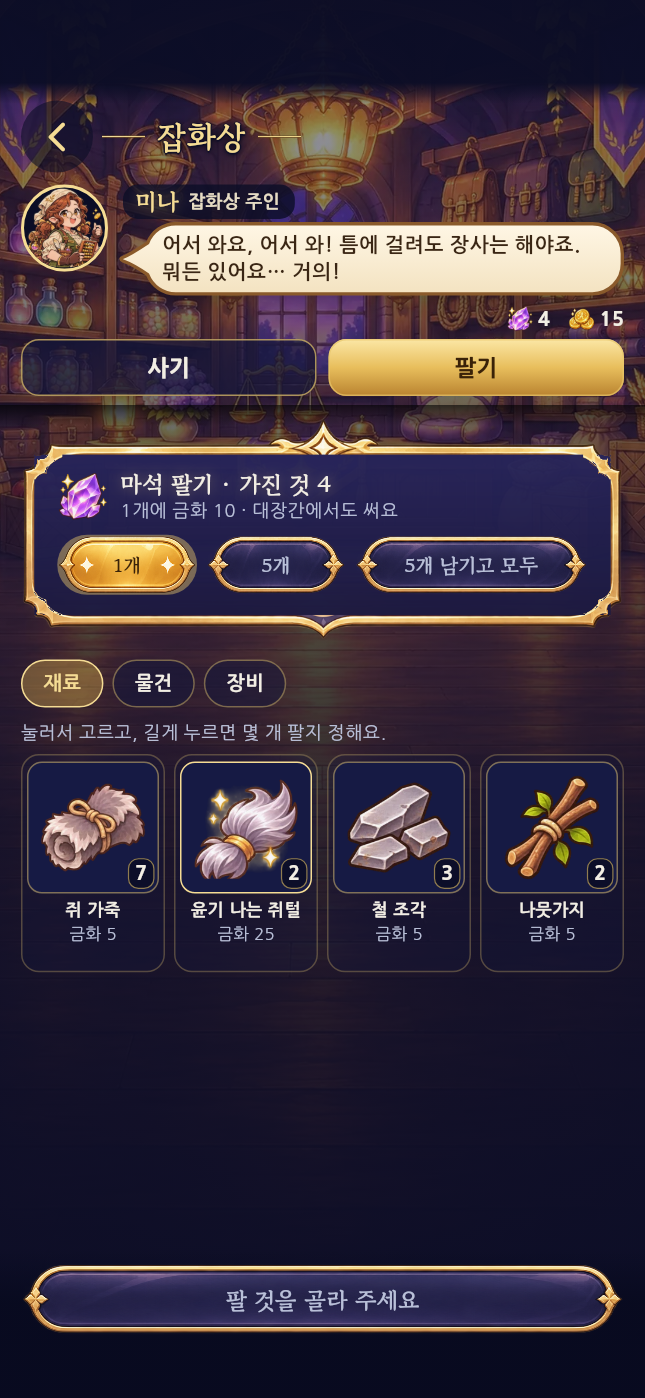 잡화상
미나 잡화상 주인
어서 와요, 어서 와! 틈에 걸려도 장사는 해야죠.
뭐든 있어요… 거의!
4 15
사기 팔기
마석 팔기 · 가진 것 4
1개에 금화 10 · 대장간에서도 써요
1개 5개 5개 남기고 모두
재료 물건 장비
눌러서 고르고, 길게 누르면 몇 개 팔지 정해요.
7 2 3 2
쥐 가죽 윤기 나는 쥐털 철 조각 나뭇가지
금화 5 금화 25 금화 5 금화 5
팔 것을 골라 주세요